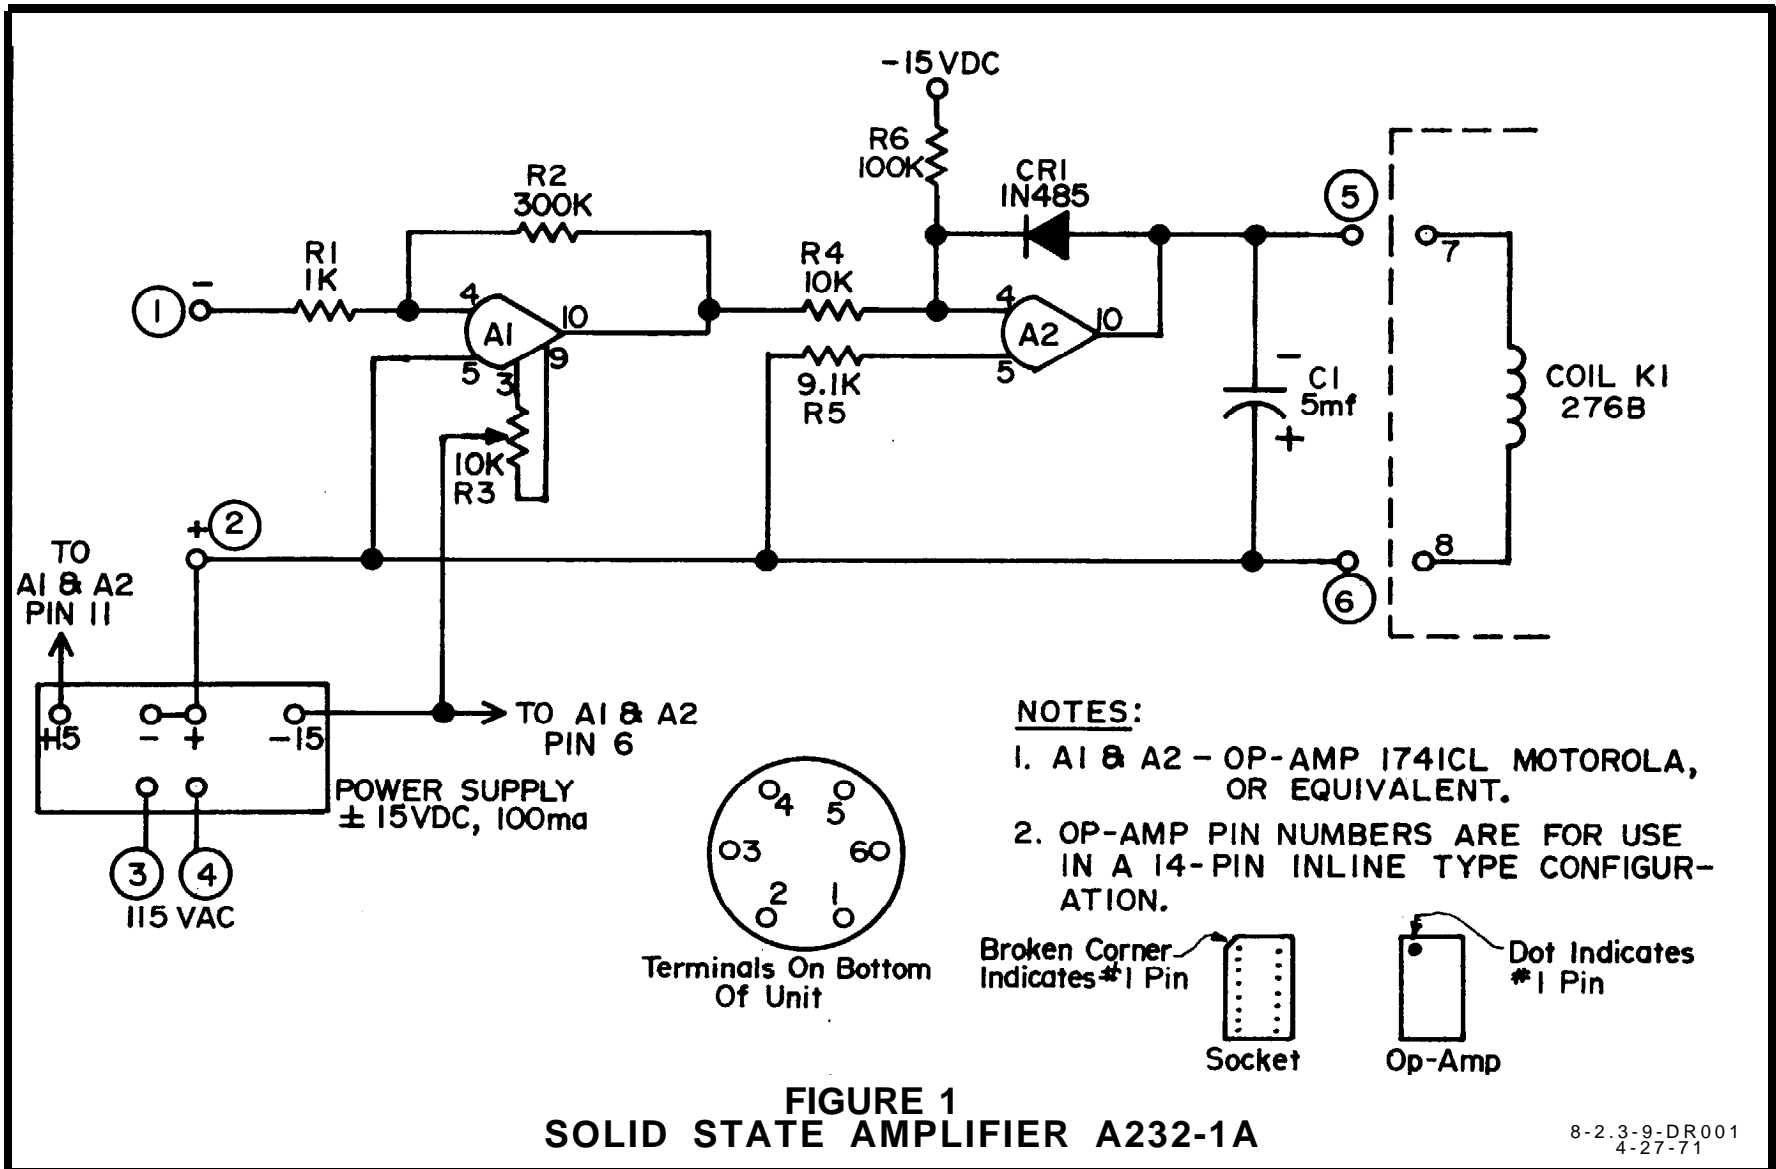 -15VDC
R6
100K
CR1
1N485
5
R2
300K
R1
1K
R4
10K
7
-
1
4
A1
10
9
5
3
4
A2
10
5
9.1K
R5
-
C1
5mf
+
COIL K1
276B
10K
R3
+
2
TO
A1 & A2
PIN 11
8
6
+15
-
+
-15
TO A1 & A2
PIN 6
POWER SUPPLY
± 15VDC, 100ma
3
4
115 VAC
4
5
3
6
2
1
Terminals On Bottom
Of Unit
NOTES:
1. A1 & A2 - OP-AMP 1741CL MOTOROLA,
OR EQUIVALENT.
2. OP-AMP PIN NUMBERS ARE FOR USE
IN A 14-PIN INLINE TYPE CONFIGUR-
ATION.
Broken Corner
Indicates #1 Pin
Socket
Dot Indicates
#1 Pin
Op-Amp
FIGURE 1
SOLID STATE AMPLIFIER A232-1A
8-2.3-9-DR001
4-27-71